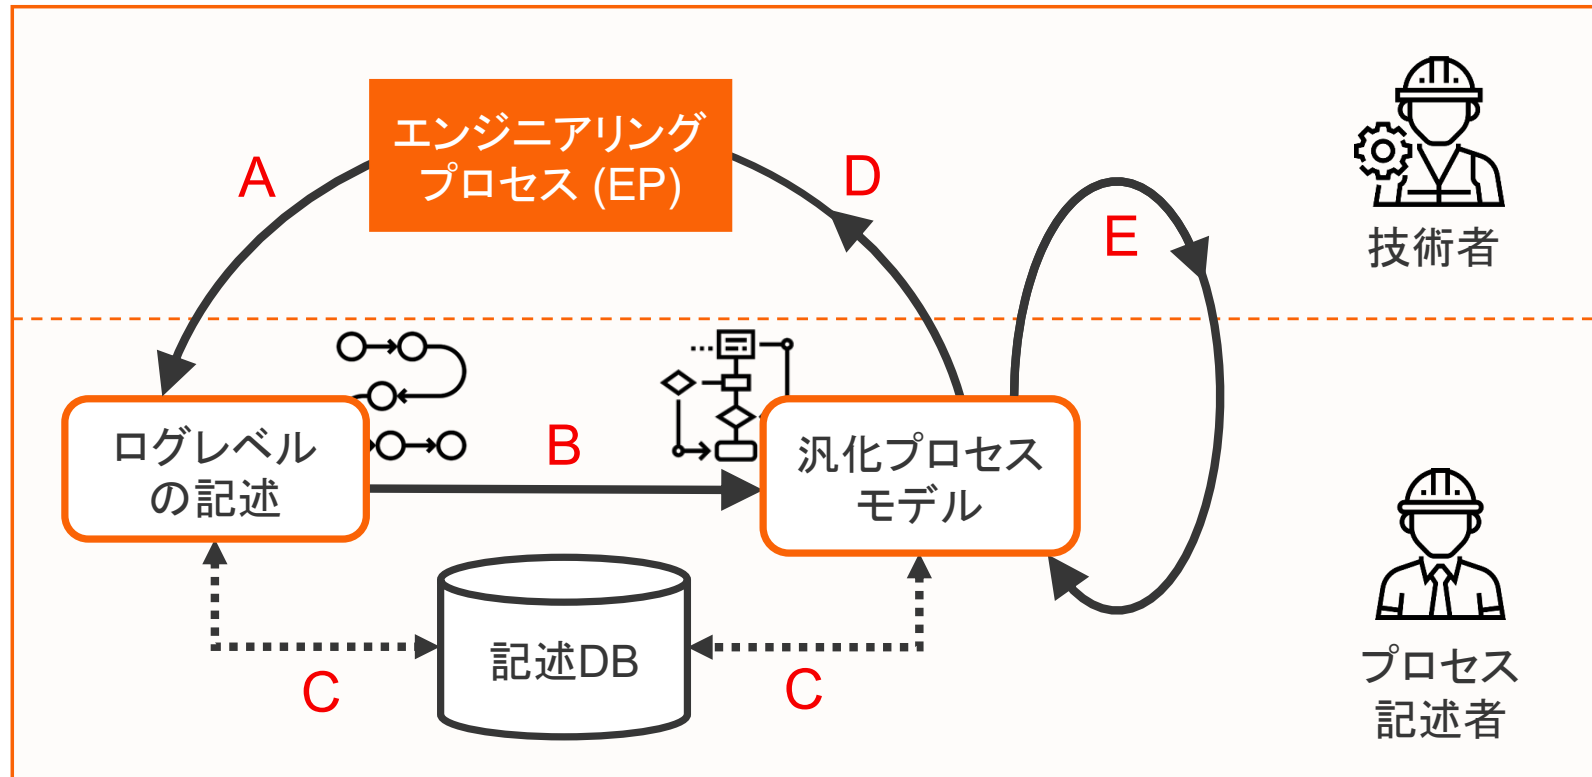 エンジニアリング
プロセス (EP)
A
D
E
技術者
ログレベル
の記述
B
汎化プロセス
モデル
記述DB
C
C
プロセス
記述者